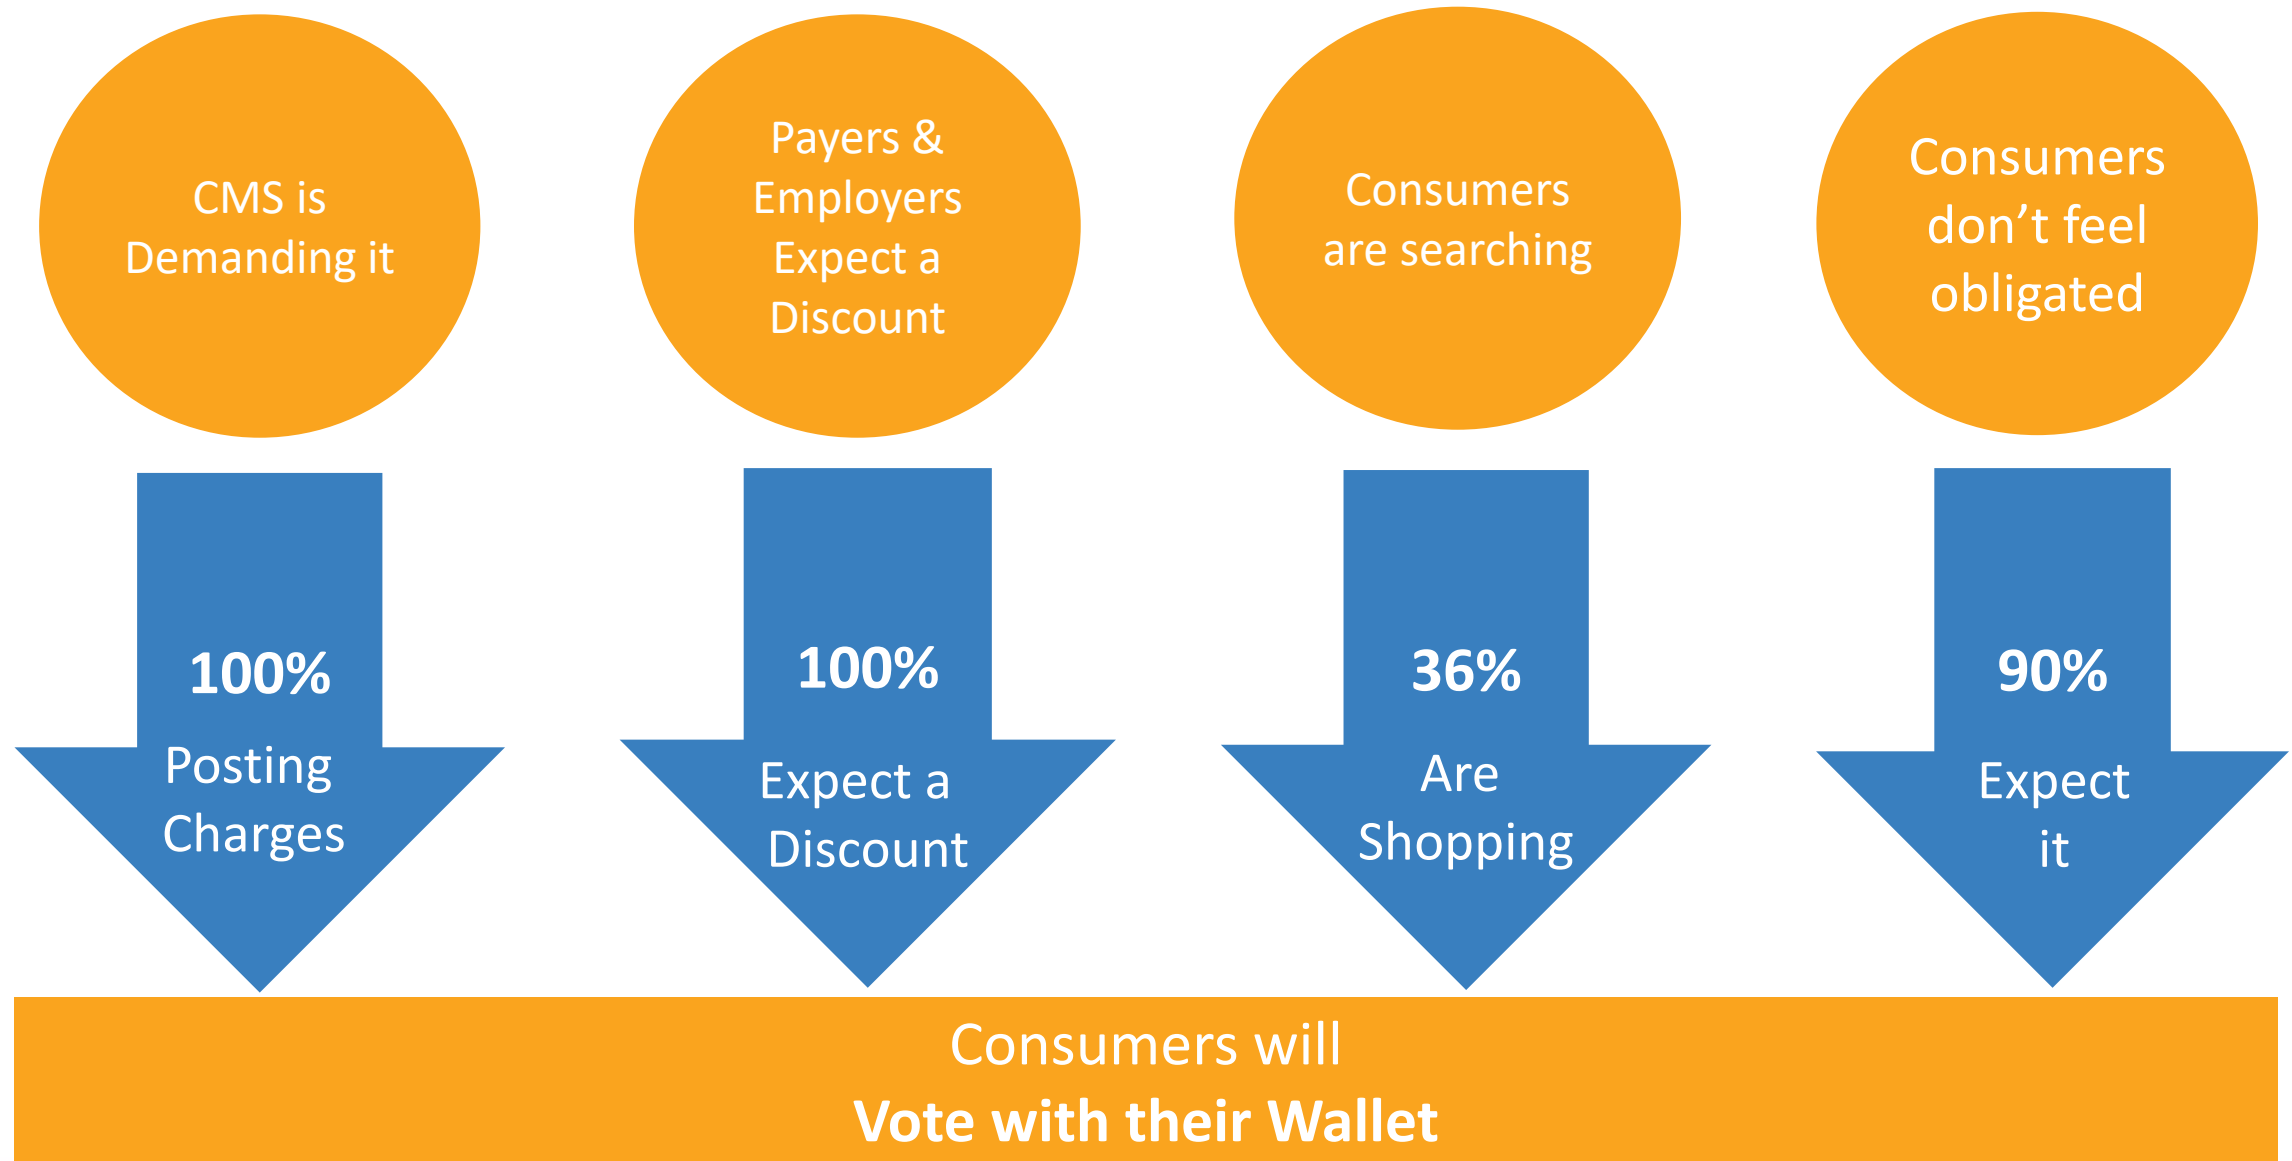 CMS is
Demanding it
Payers &
Employers
Expect a
Discount
Consumers
are searching
Consumers
don’t feel
obligated
100%
Posting
Charges
100%
Expect a
Discount
36%
Are
Shopping
90%
Expect
it
Consumers will
Vote with their Wallet